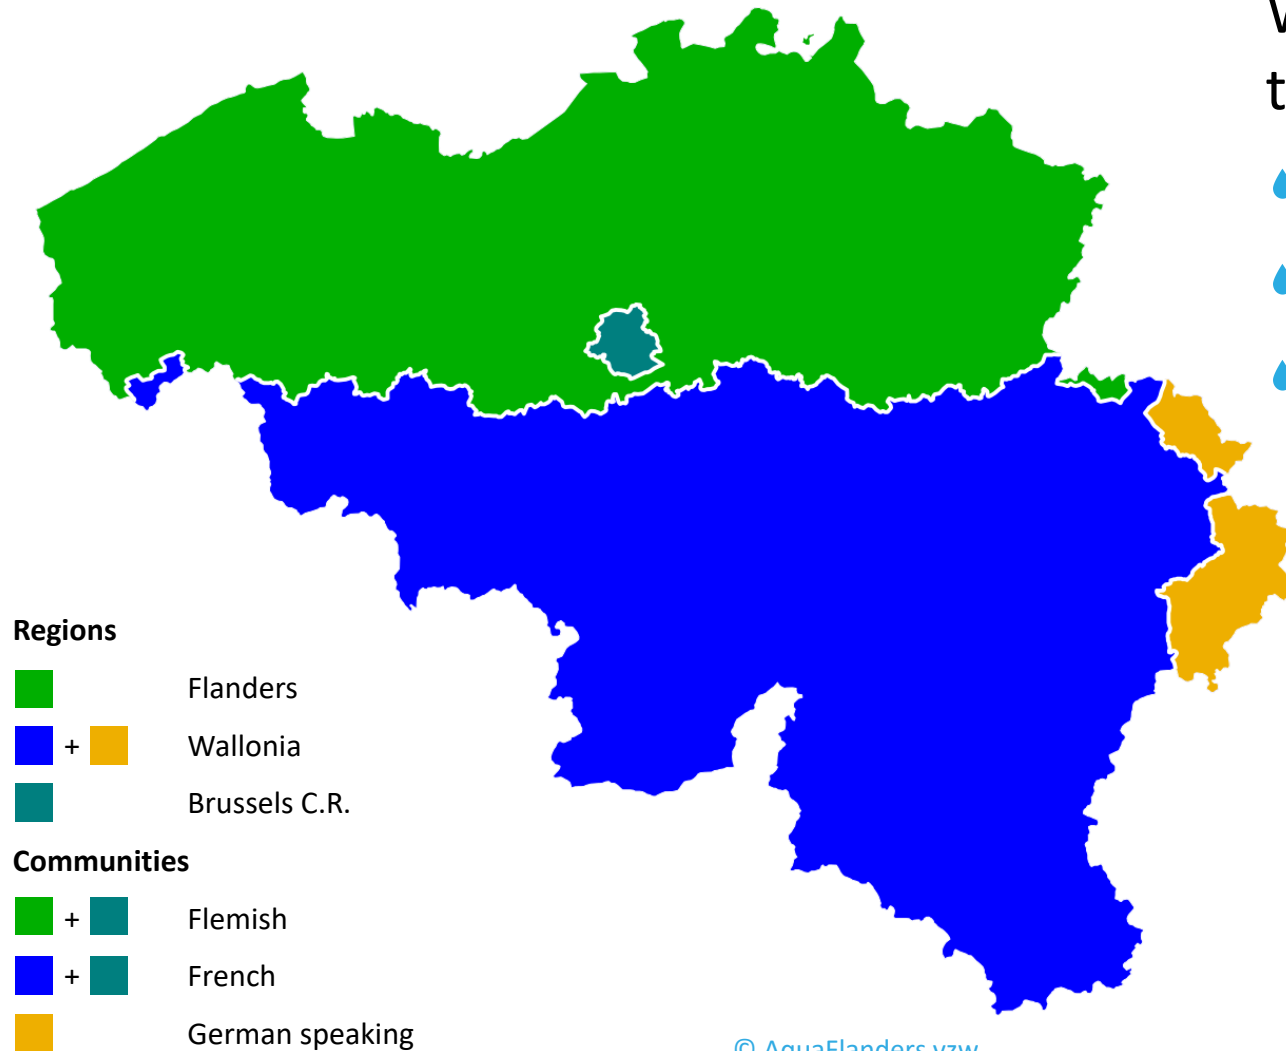 Regions
Flanders
+ Wallonia
Brussels C.R.
Communities
+ Flemish
+ French
German speaking
© AquaFlanders vzw